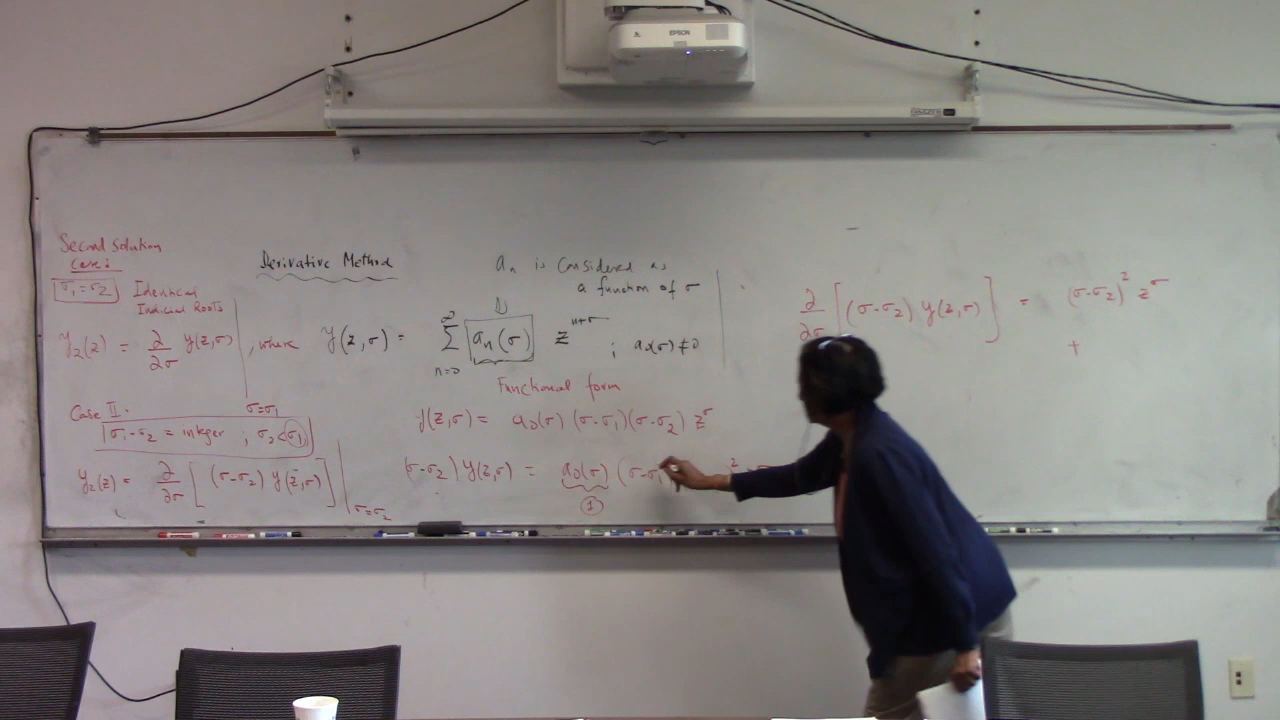 EPSON
Second Solution
Case I
σ₁ = σ₂ Identical
Indicial Roots
y₂(z) = ∂/∂σ y(z,σ) |σ=σ₁ , where
Derivative Method
y(z,σ) = ∑n=0^∞ aₙ(σ) z^(n+σ) ; a₀(σ) ≠ 0
aₙ is considered as
a function of σ
Functional form
Case II.
σ₁-σ₂ = integer ; σ₂ < σ₁
y₂(z) = ∂/∂σ [ (σ-σ₂) y(z,σ) ] |σ=σ₂
y(z,σ) = a₀(σ) (σ-σ₁)(σ-σ₂) z^σ
(σ-σ₂) y(z,σ) = a₀(σ) (σ-σ₁
1
∂/∂σ [ (σ-σ₂) y(z,σ) ] = (σ-σ₂)² z^σ
+